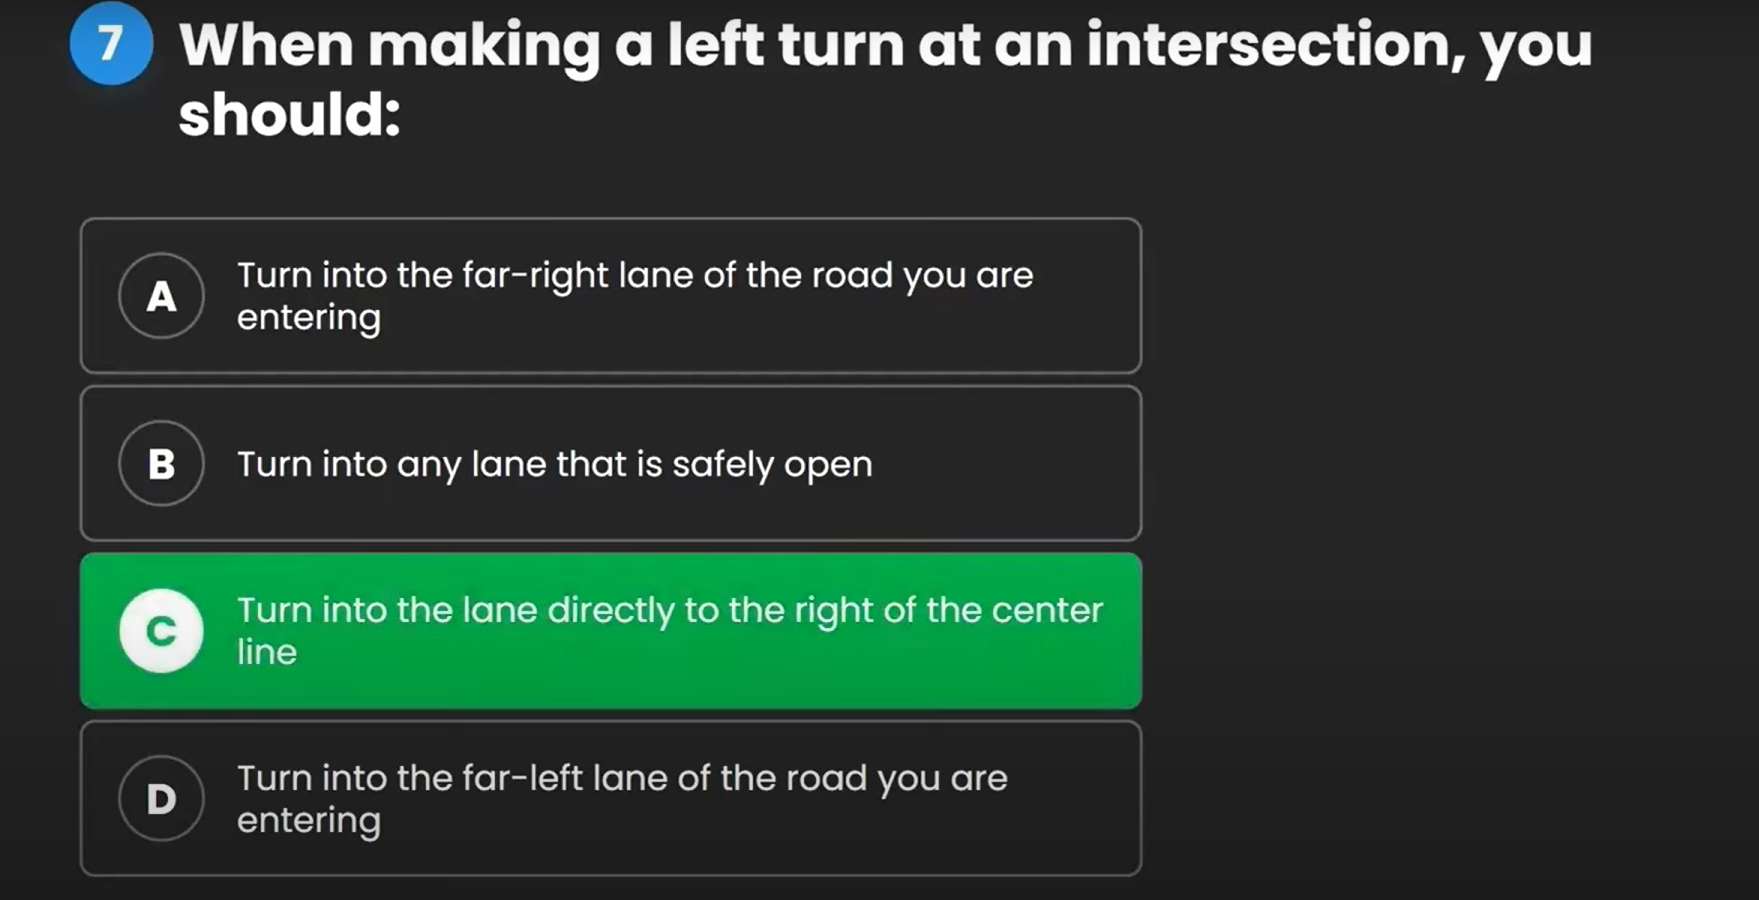 7 When making a left turn at an intersection, you
should:
A Turn into the far-right lane of the road you are
entering
B Turn into any lane that is safely open
C Turn into the lane directly to the right of the center
line
D Turn into the far-left lane of the road you are
entering